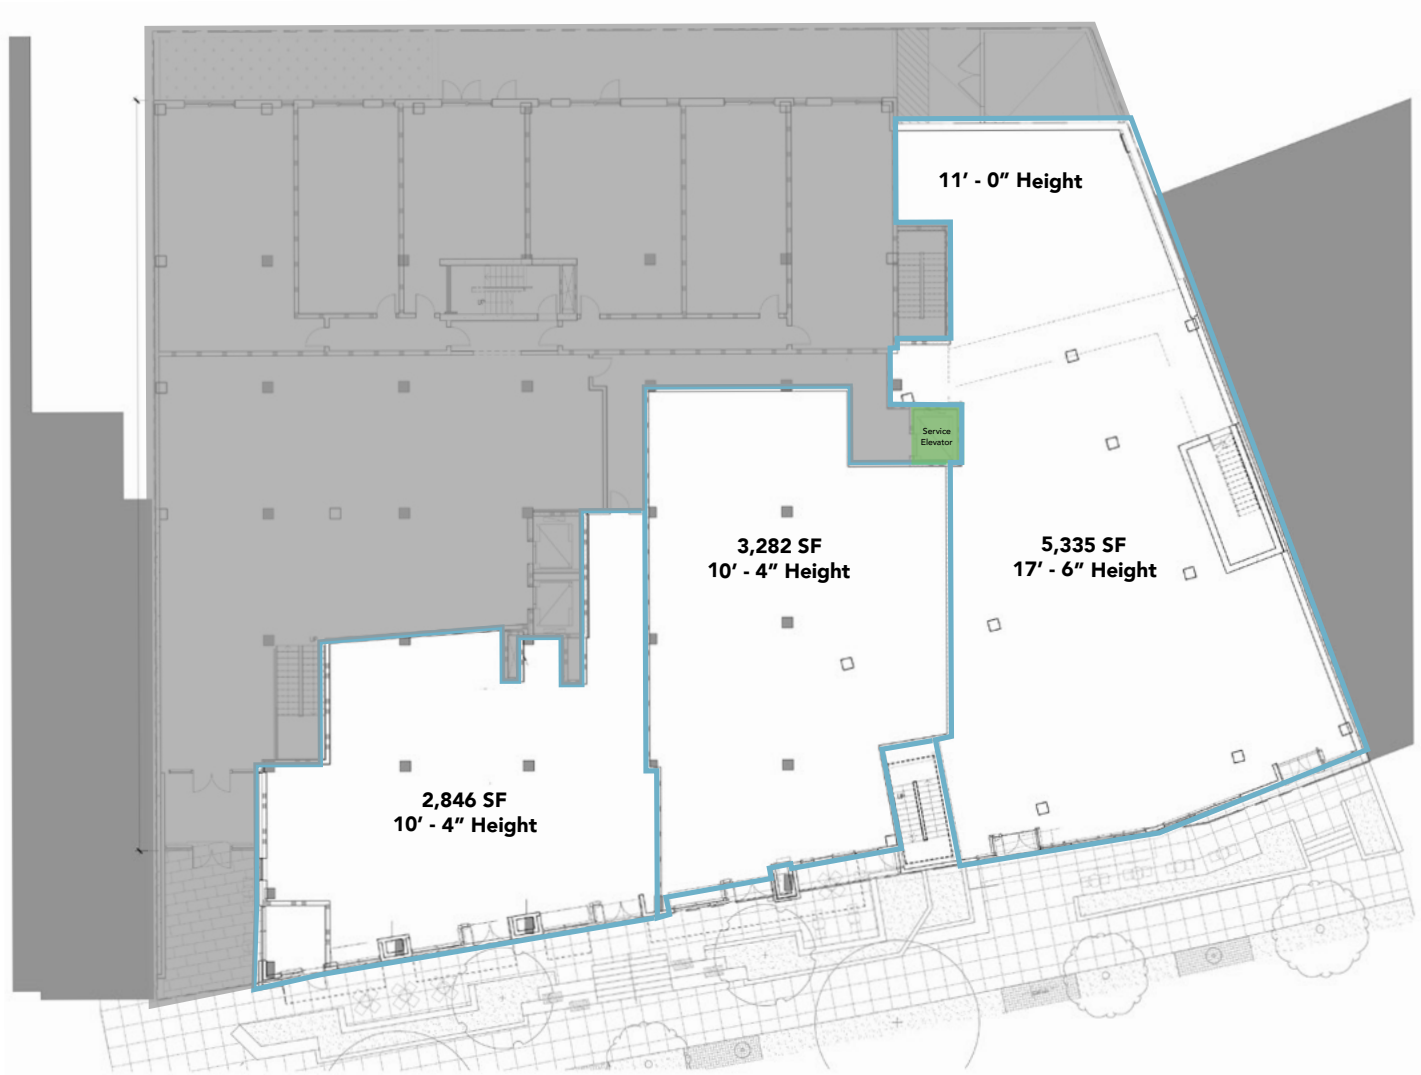 11’ - 0” Height
Service
Elevator
3,282 SF
10’ - 4” Height
5,335 SF
17’ - 6” Height
2,846 SF
10’ - 4” Height